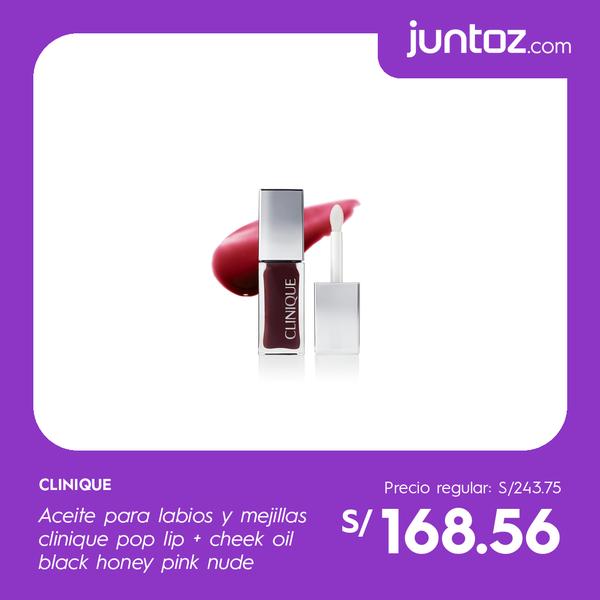 juntoz.com
CLINIQUE
CLINIQUE
Aceite para labios y mejillas
clinique pop lip + cheek oil
black honey pink nude
Precio regular: S/243.75
S/168.56